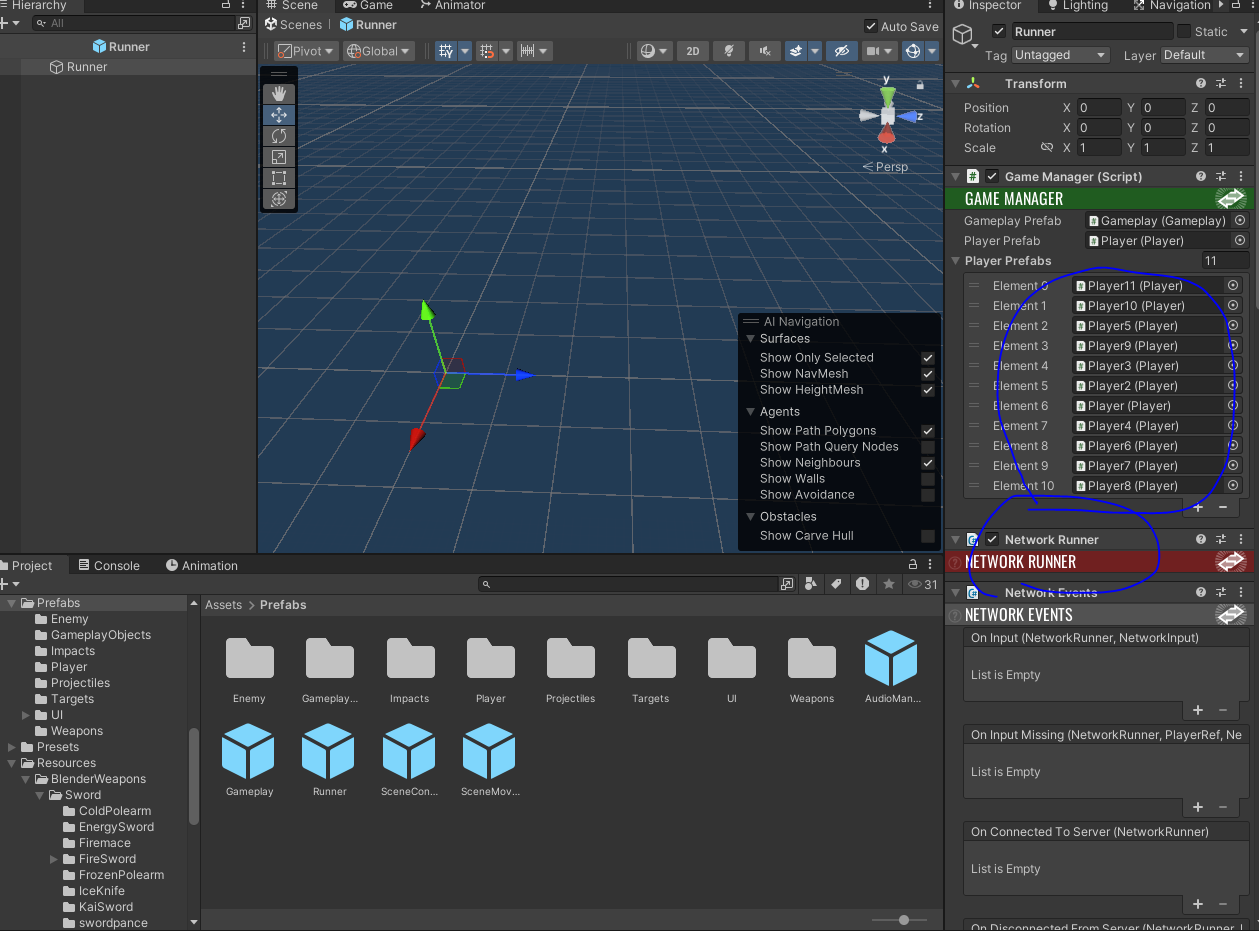 Hierarchy
Scene
Game
Animator
Inspector
Lighting
Navigation
All
Scenes
Runner
Auto Save
Runner
Static
Runner
Tag
Untagged
Layer
Default
Runner
Pivot
Global
2D
y
z
x
Persp
Transform
Position
X 0 Y 0 Z 0
Rotation
X 0 Y 0 Z 0
Scale
X 1 Y 1 Z 1
Game Manager (Script)
GAME MANAGER
Gameplay Prefab
Gameplay (Gameplay)
Player Prefab
Player (Player)
Player Prefabs
11
Element 0
Player11 (Player)
Element 1
Player10 (Player)
Element 2
Player5 (Player)
Element 3
Player9 (Player)
Element 4
Player3 (Player)
Element 5
Player2 (Player)
Element 6
Player (Player)
Element 7
Player4 (Player)
Element 8
Player6 (Player)
Element 9
Player7 (Player)
Element 10
Player8 (Player)
Network Runner
NETWORK RUNNER
Network Events
NETWORK EVENTS
On Input (NetworkRunner, NetworkInput)
List is Empty
On Input Missing (NetworkRunner, PlayerRef, Ne
List is Empty
On Connected To Server (NetworkRunner)
List is Empty
On Disconnected From Server (NetworkRunner,
AI Navigation
Surfaces
Show Only Selected
Show NavMesh
Show HeightMesh
Agents
Show Path Polygons
Show Path Query Nodes
Show Neighbours
Show Walls
Show Avoidance
Obstacles
Show Carve Hull
Project
Console
Animation
31
Prefabs
Enemy
GameplayObjects
Impacts
Player
Projectiles
Targets
UI
Weapons
Presets
Resources
BlenderWeapons
Sword
ColdPolearm
EnergySword
Firemace
FireSword
FrozenPolearm
IceKnife
KaiSword
swordpance
Assets > Prefabs
Enemy
Gameplay...
Impacts
Player
Projectiles
Targets
UI
Weapons
AudioMan...
Gameplay
Runner
SceneCon...
SceneMov...